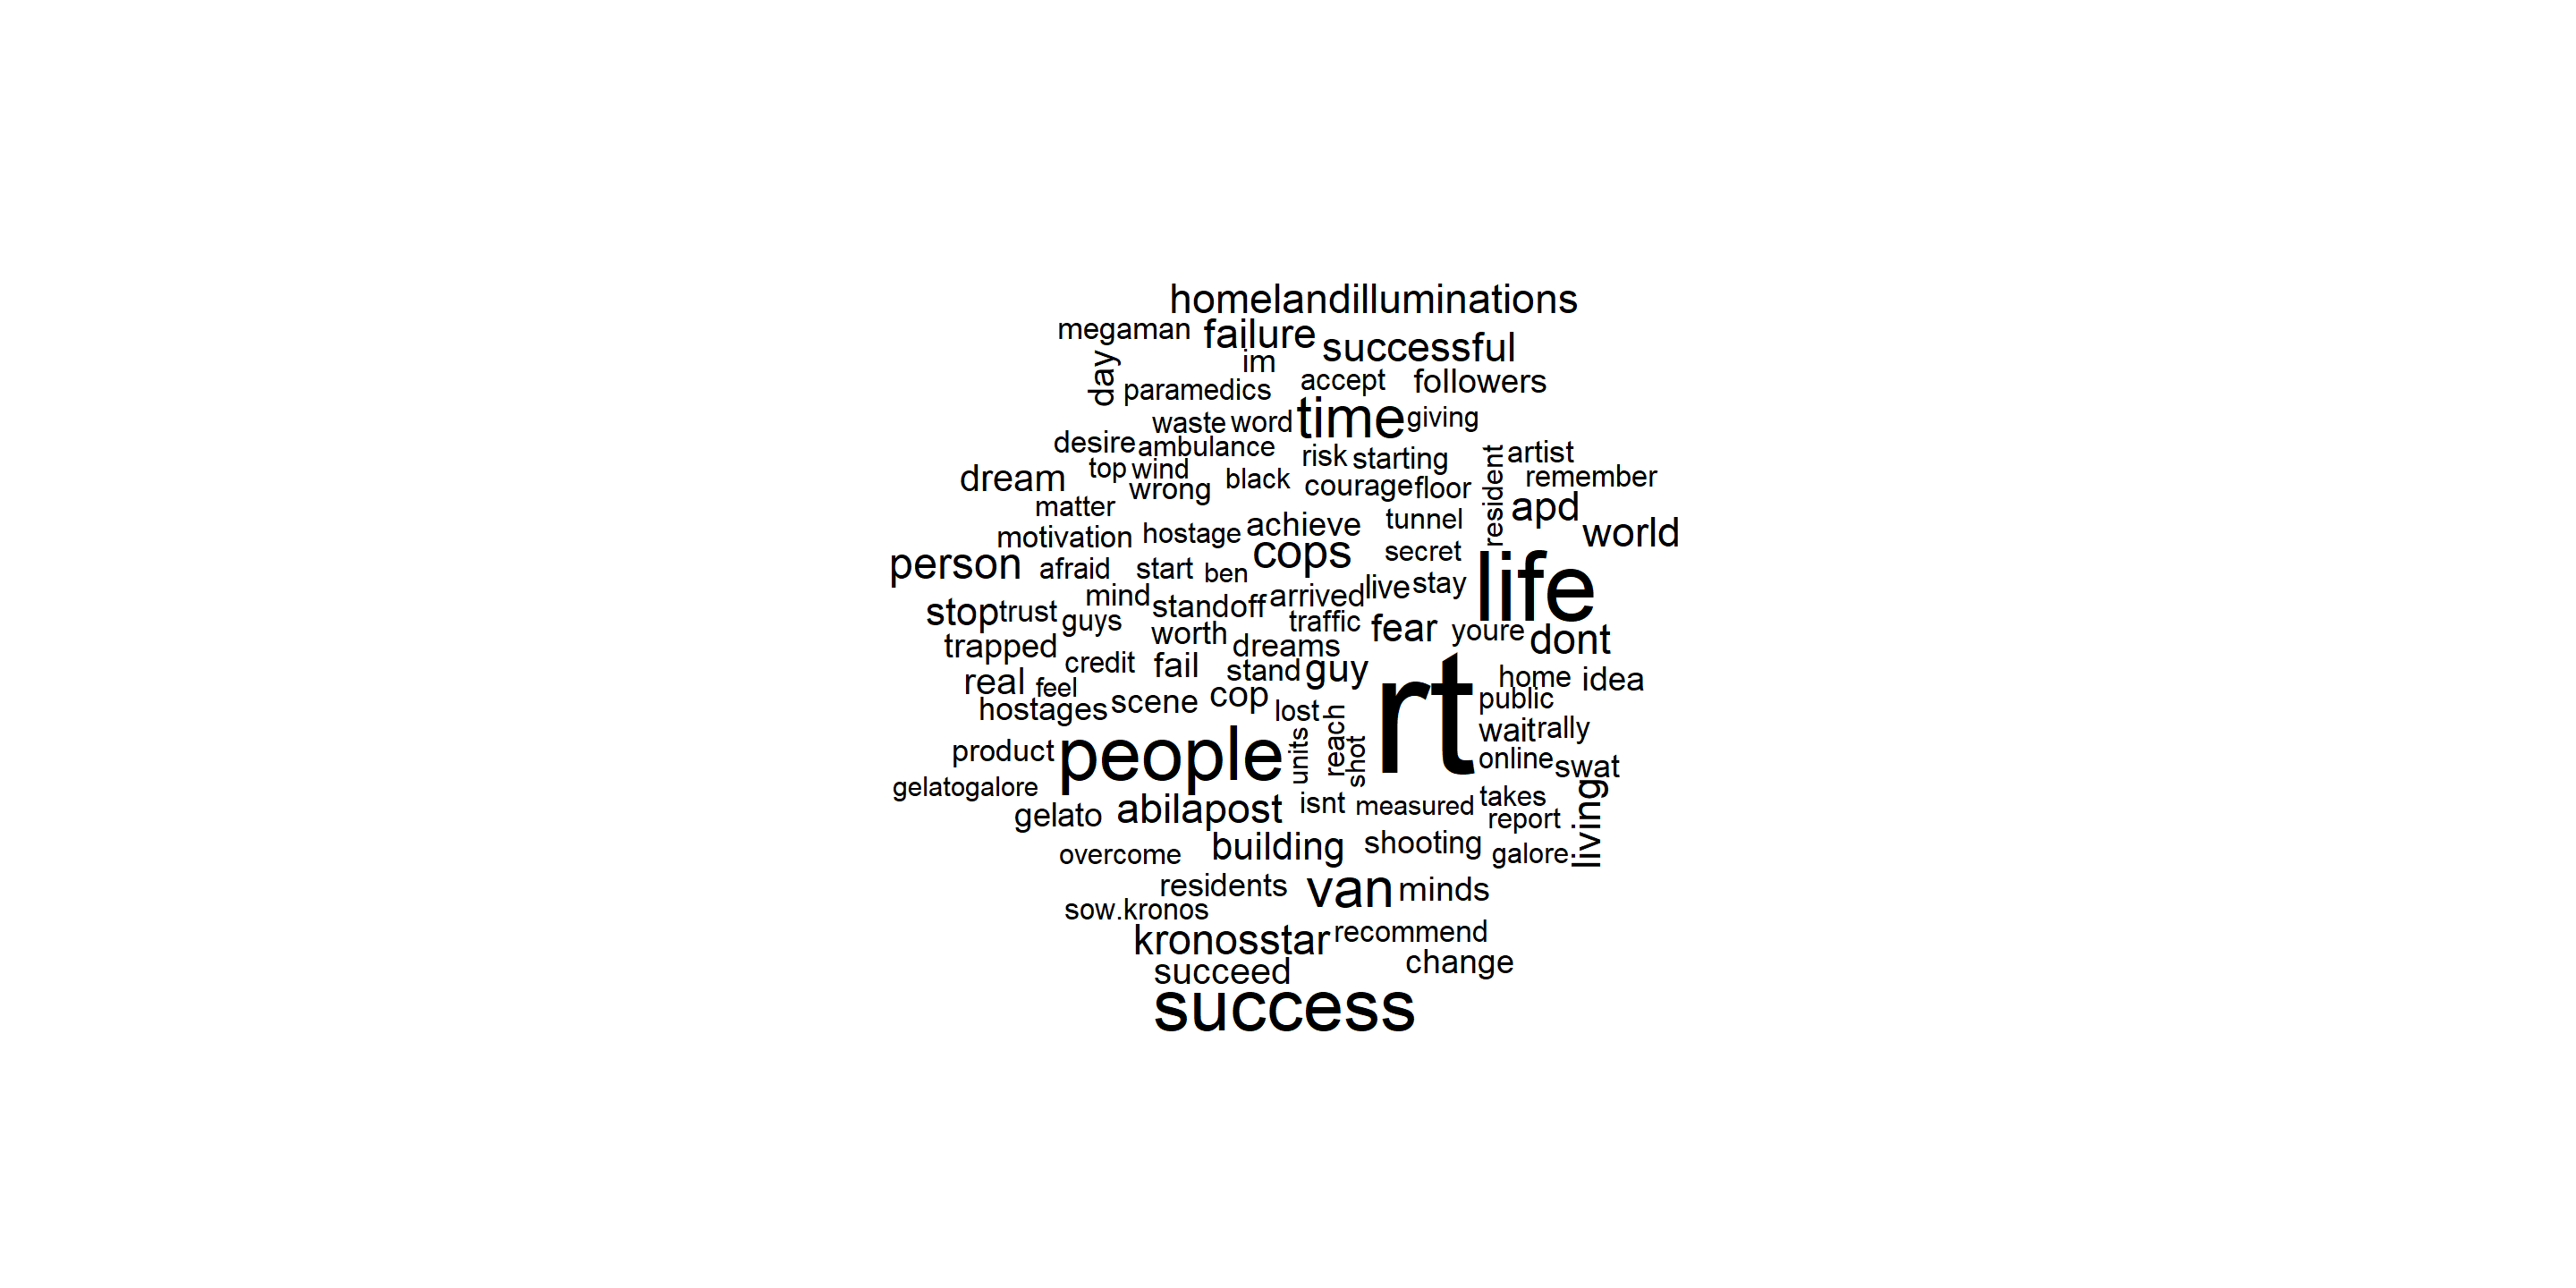 homelandilluminations
megaman failure successful
day im
paramedics accept followers
waste word time giving
desire ambulance risk starting resident artist
dream top wind black courage floor remember
wrong apd
matter
motivation hostage achieve tunnel world
person afraid start ben cops secret life
mind standoff arrived live stay
stop trust guys worth traffic fear youre dont
trapped dreams
credit fail stand guy rt home idea
real feel scene cop lost public
hostages reach wait rally
product people units shot online swat
gelatogalore living
gelato abilapost isnt measured takes
report
overcome building shooting galore
residents van minds
sow.kronos
kronosstar recommend
succeed change
success